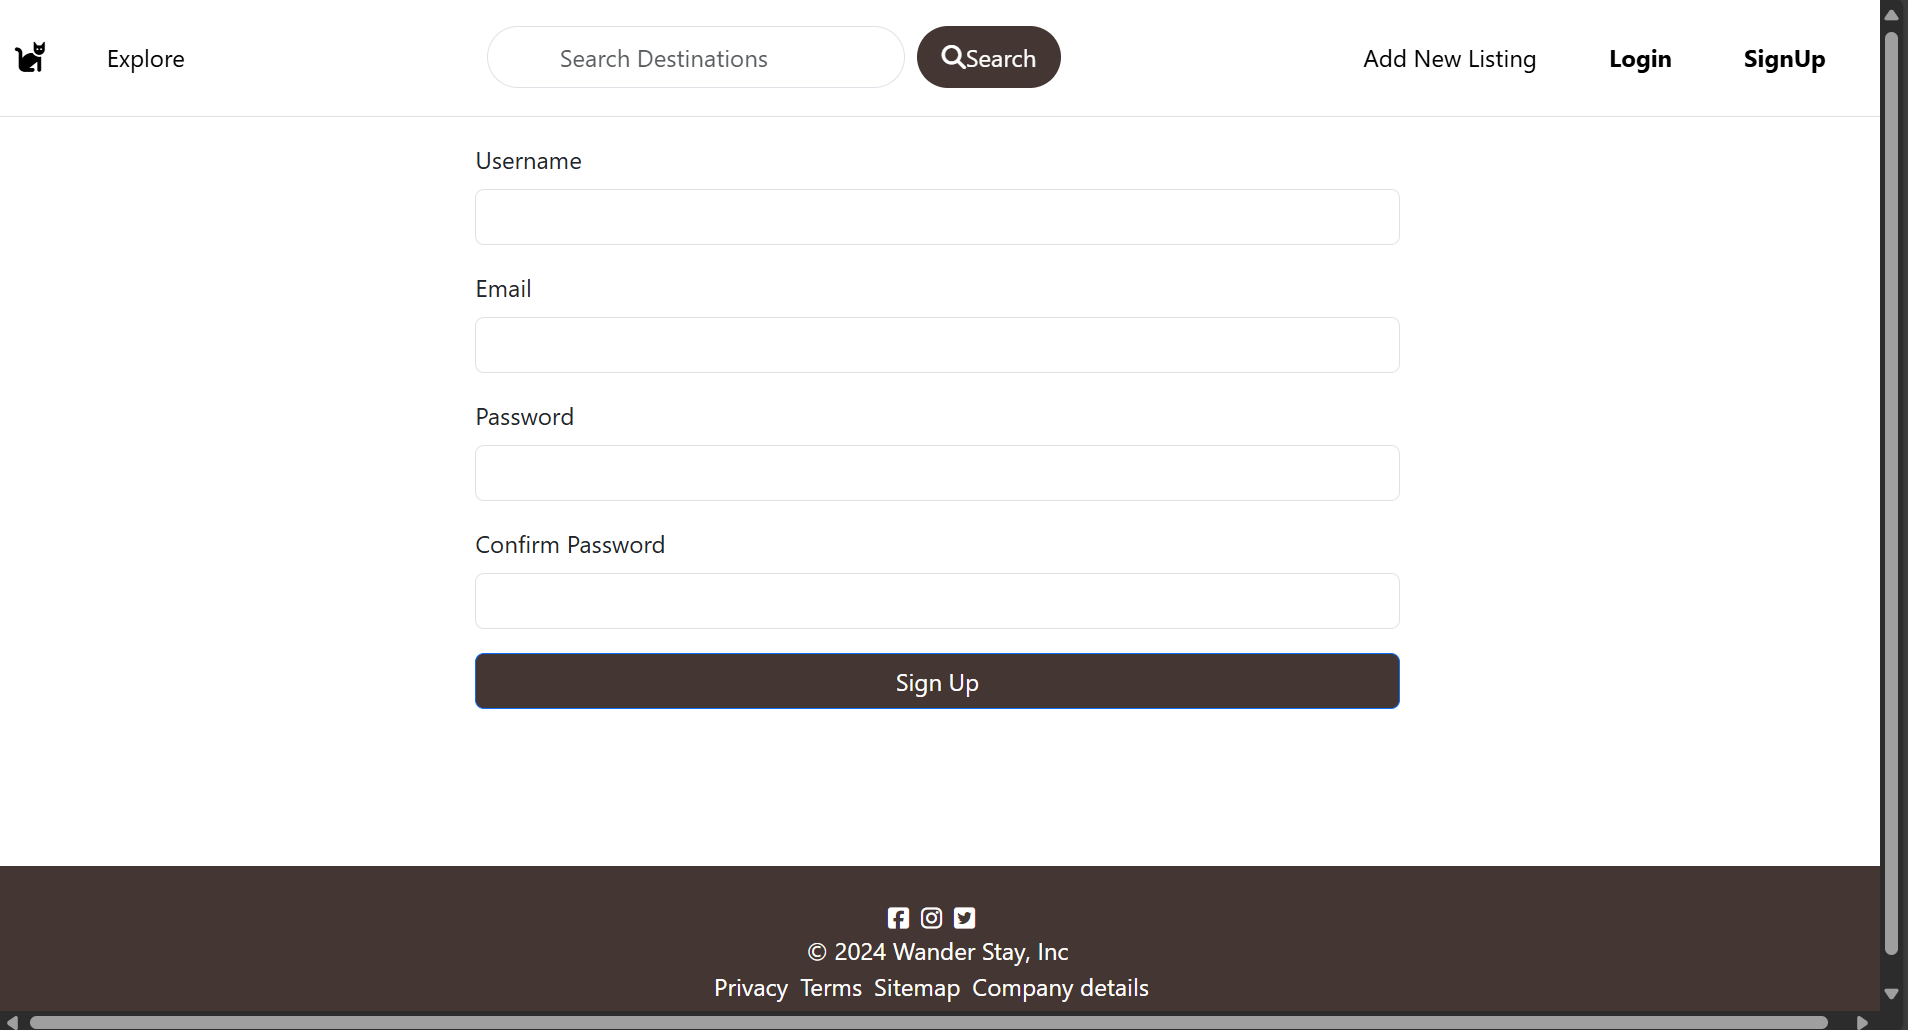 Explore Search Destinations Search Add New Listing Login SignUp
Username
Email
Password
Confirm Password
Sign Up
© 2024 Wander Stay, Inc
Privacy Terms Sitemap Company details